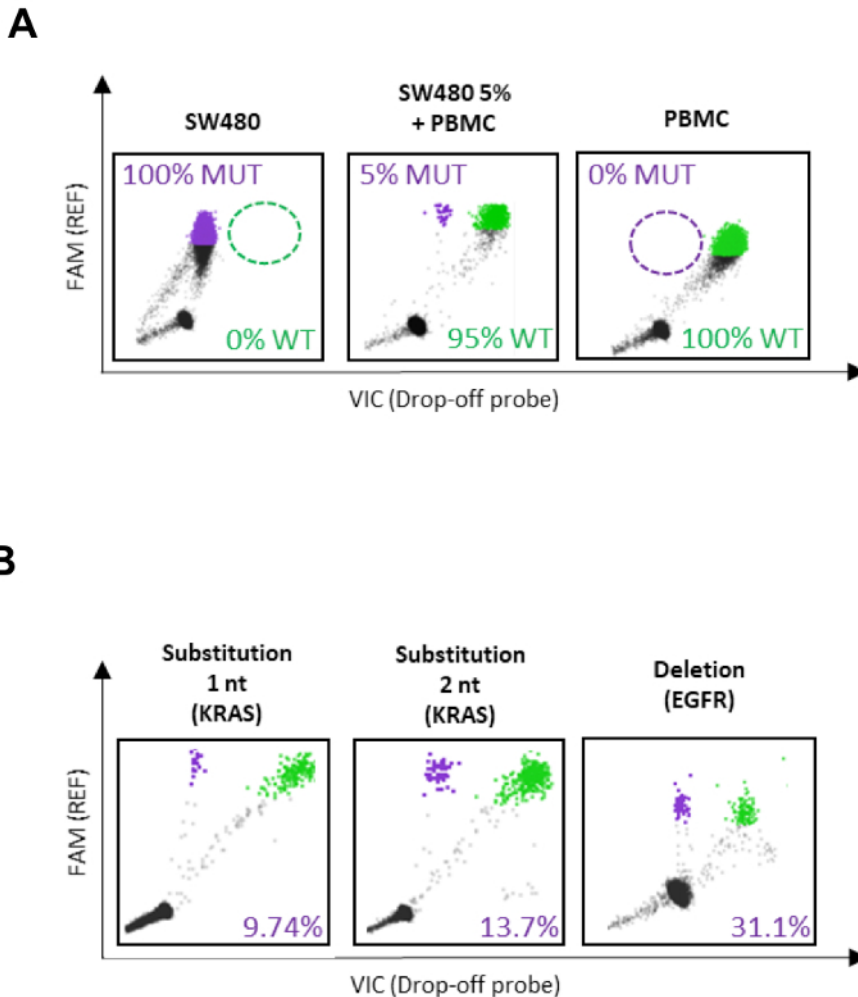 A
SW480
SW480 5%
+ PBMC
PBMC
FAM (REF)
100% MUT
0% WT
5% MUT
95% WT
0% MUT
100% WT
VIC (Drop-off probe)
B
Substitution
1 nt
(KRAS)
Substitution
2 nt
(KRAS)
Deletion
(EGFR)
FAM (REF)
9.74%
13.7%
31.1%
VIC (Drop-off probe)